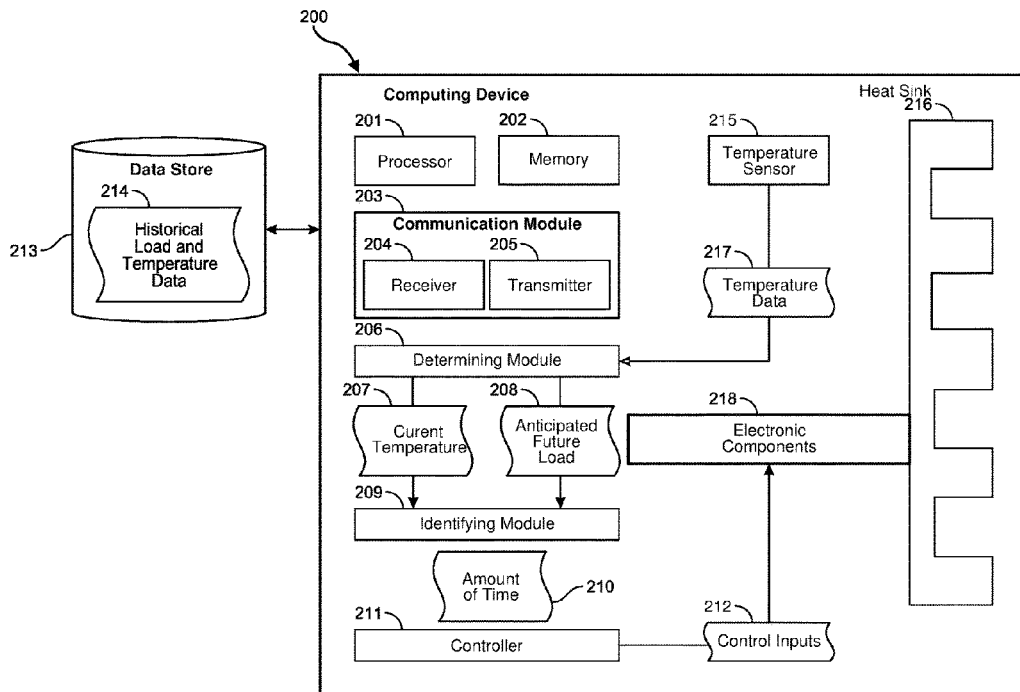 200
Computing Device
Heat Sink
216
201
Processor
202
Memory
215
Temperature
Sensor
Data Store
214
Historical
Load and
Temperature
Data
213
203
Communication Module
204
Receiver
205
Transmitter
217
Temperature
Data
206
Determining Module
207
Curent
Temperature
208
Anticipated
Future
Load
218
Electronic
Components
209
Identifying Module
Amount
of Time
210
211
Controller
212
Control Inputs